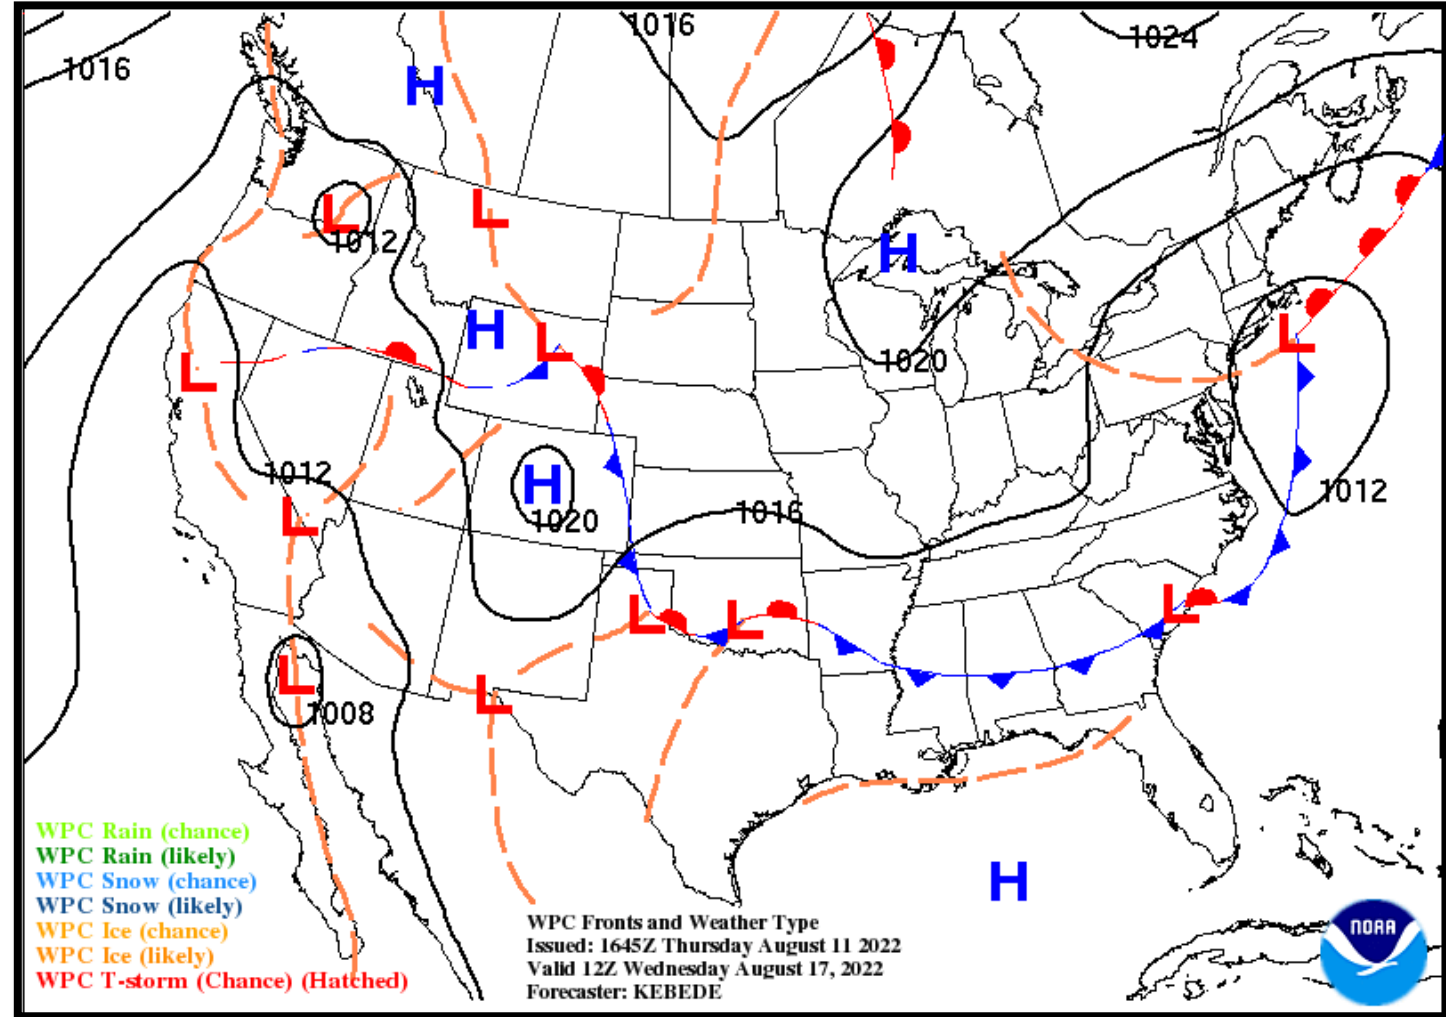 1016
1024
1016
H
L
L
1012
H
H
L
1020
L
L
1012
H
1020
1016
1012
L
L
L
L
L
L
1008
H
WPC Rain (chance)
WPC Rain (likely)
WPC Snow (chance)
WPC Snow (likely)
WPC Ice (chance)
WPC Ice (likely)
WPC T-storm (Chance) (Hatched)
WPC Fronts and Weather Type
Issued: 1645Z Thursday August 11 2022
Valid 12Z Wednesday August 17, 2022
Forecaster: KEBEDE
NOAA